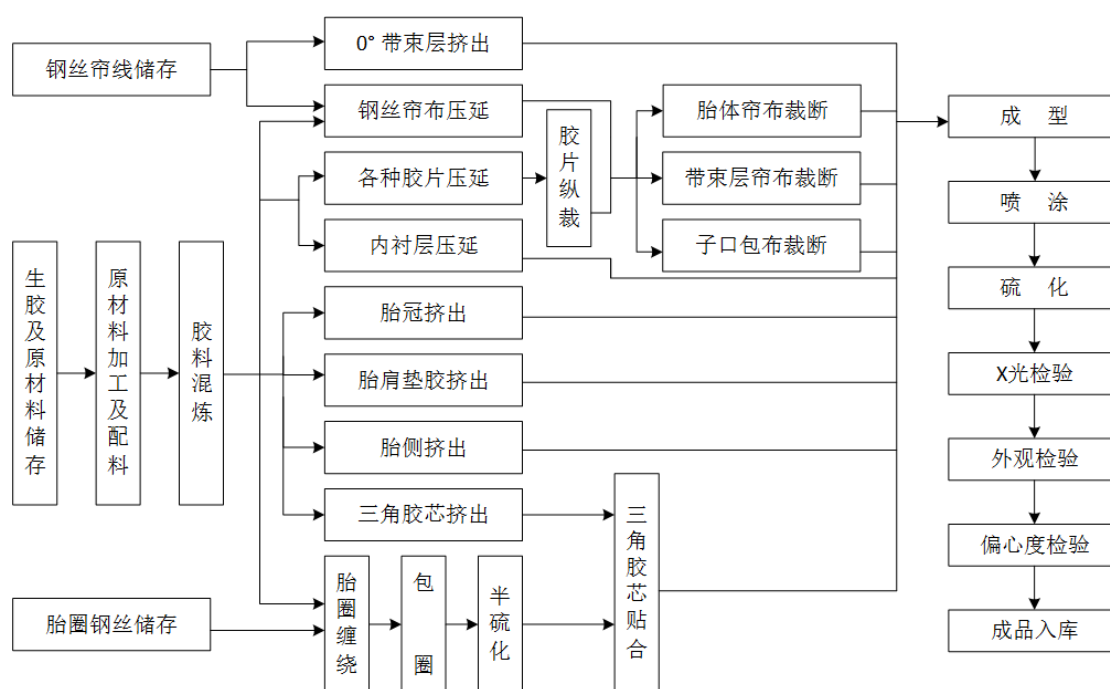 钢丝帘线储存
0° 带束层挤出
钢丝帘布压延
各种胶片压延
内衬层压延
胶片纵裁
胎体帘布裁断
带束层帘布裁断
子口包布裁断
生胶及原材料储存
原材料加工及配料
胶料混炼
胎冠挤出
胎肩垫胶挤出
胎侧挤出
三角胶芯挤出
胎圈钢丝储存
胎圈缠绕
包圈
半硫化
三角胶芯贴合
成 型
喷 涂
硫 化
X光检验
外观检验
偏心度检验
成品入库